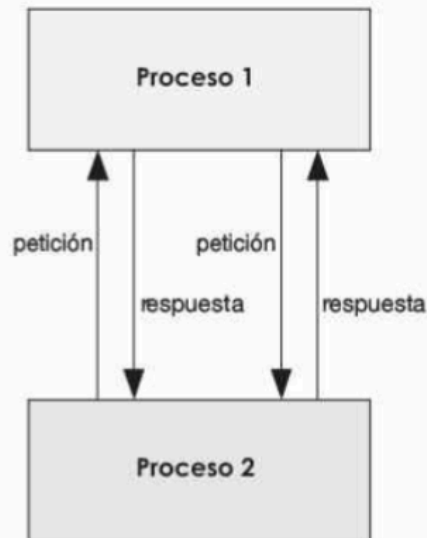 Proceso 1
petición
petición
respuesta
respuesta
Proceso 2